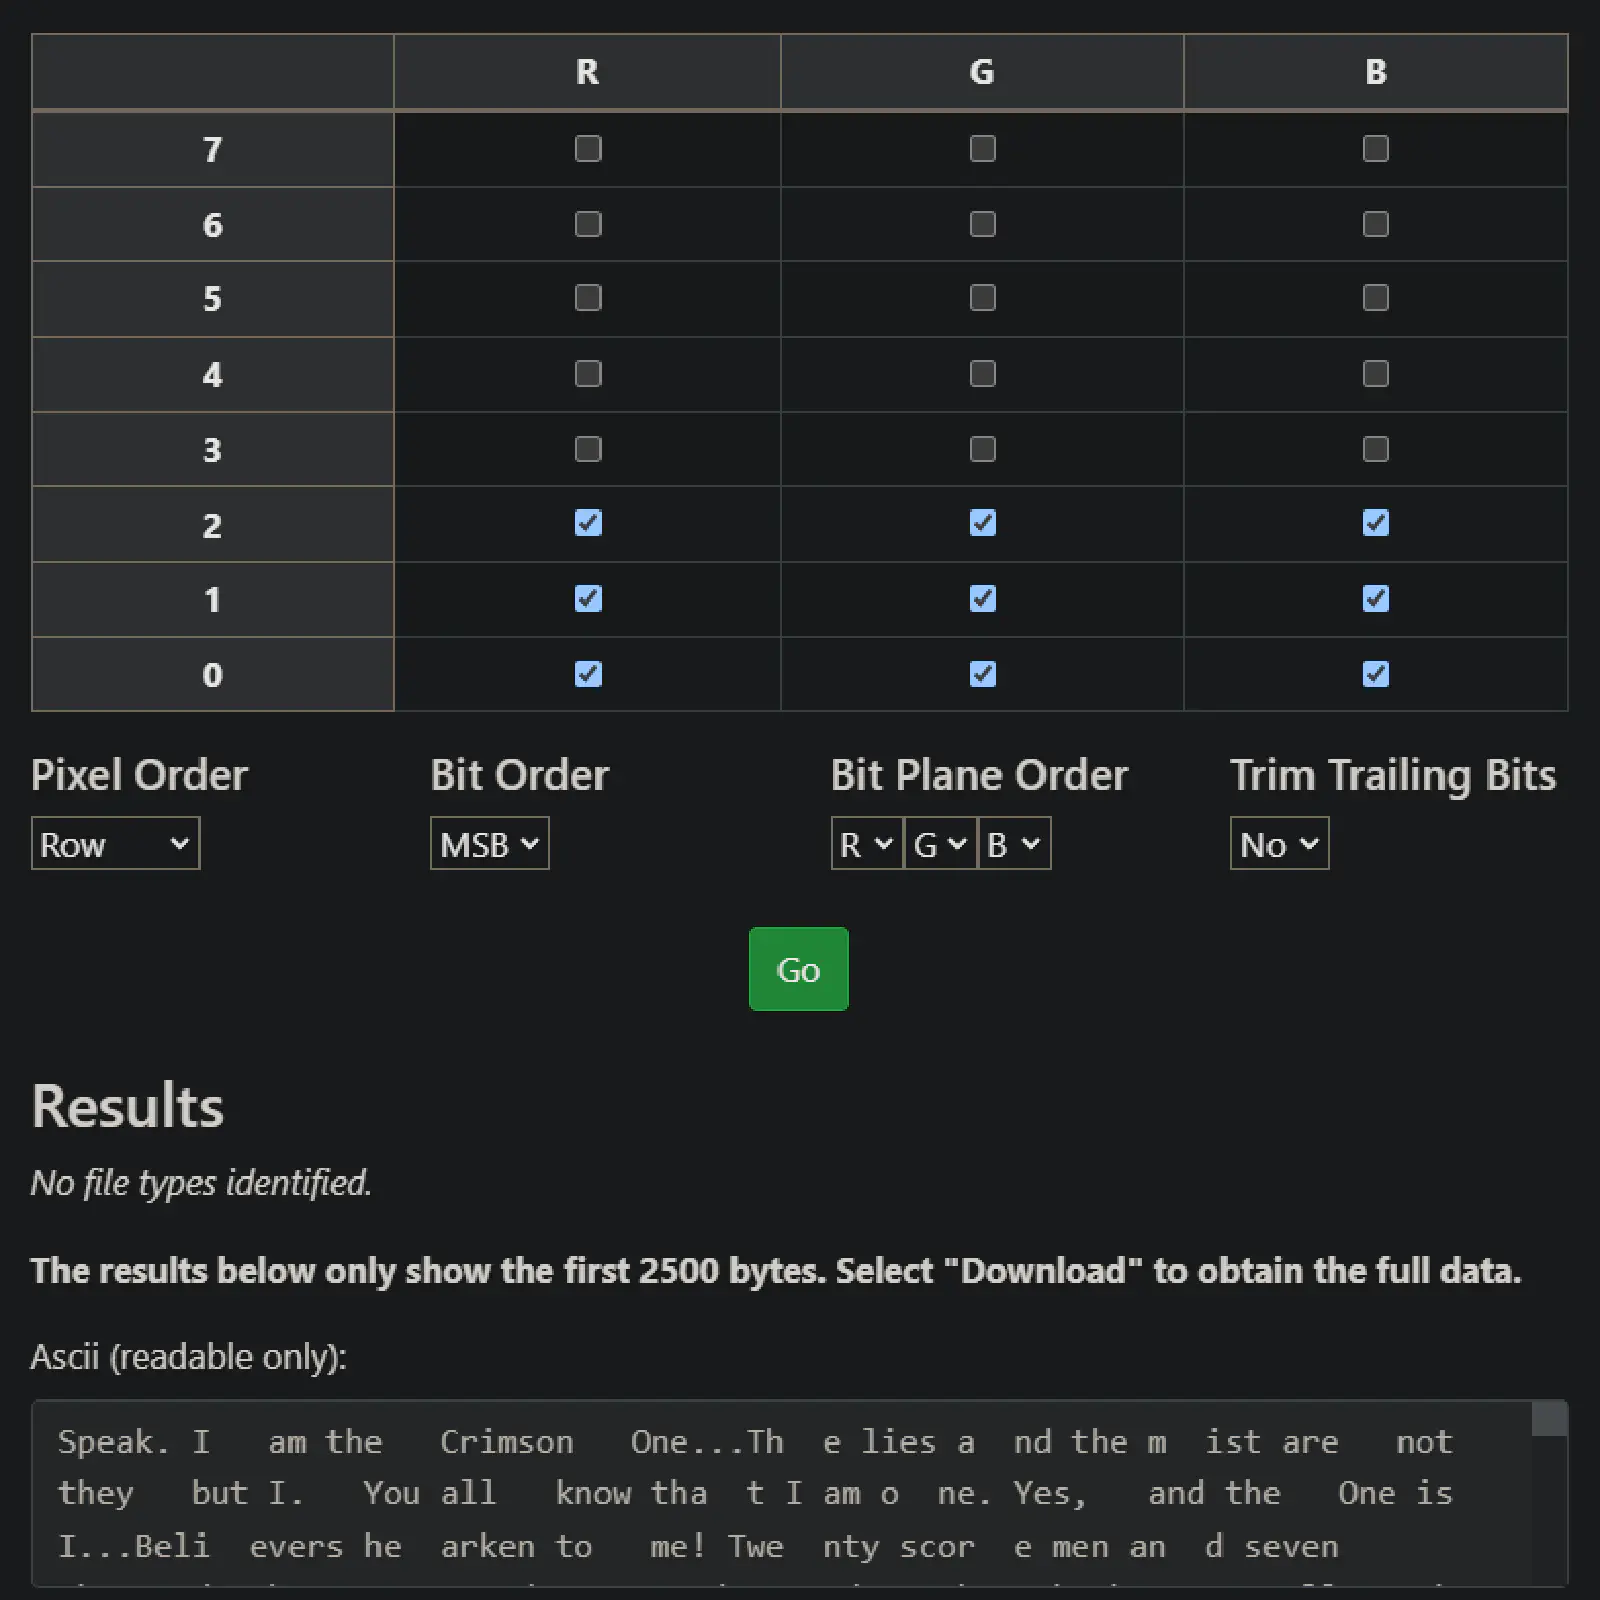 R G B
7
6
5
4
3
2
1
0
Pixel Order Bit Order Bit Plane Order Trim Trailing Bits
Row MSB R G B No
Go
Results
No file types identified.
The results below only show the first 2500 bytes. Select "Download" to obtain the full data.
Ascii (readable only):
Speak. I   am the   Crimson   One...Th  e lies a  nd the m  ist are   not
they   but I.   You all   know tha  t I am o  ne. Yes,   and the   One is
I...Beli  evers he  arken to   me! Twe  nty scor  e men an  d seven